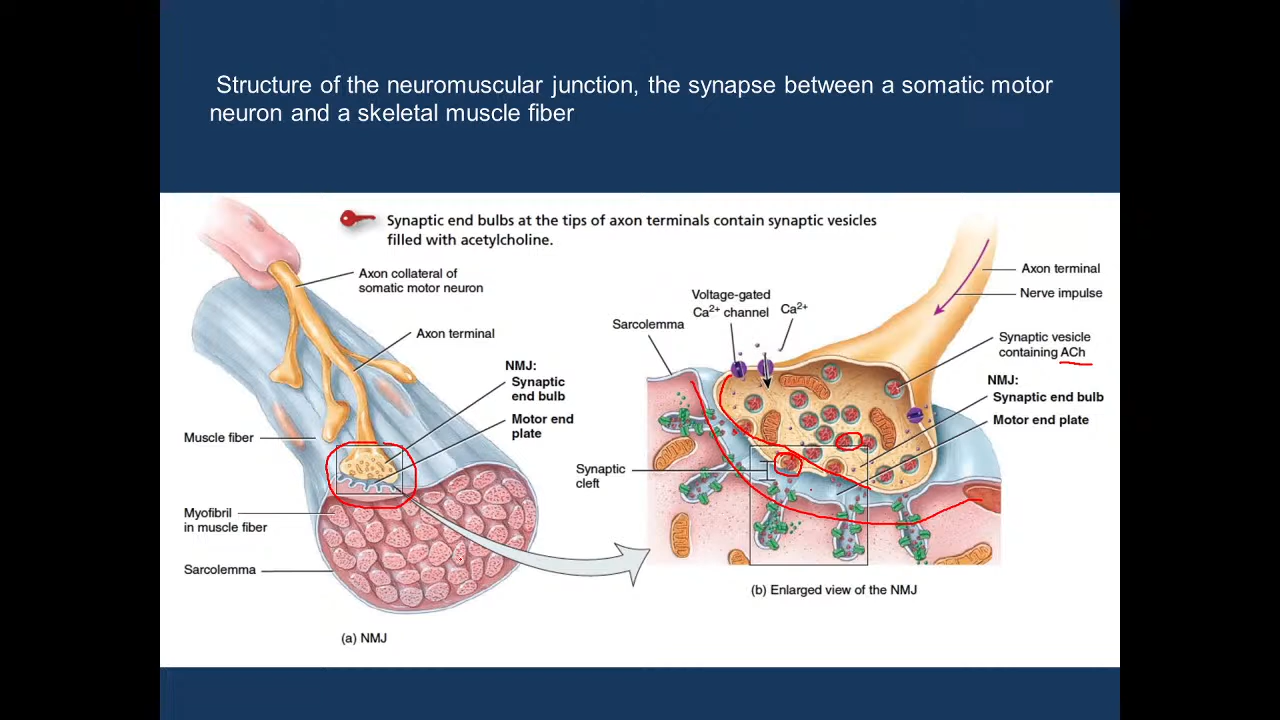 Structure of the neuromuscular junction, the synapse between a somatic motor
neuron and a skeletal muscle fiber
Synaptic end bulbs at the tips of axon terminals contain synaptic vesicles
filled with acetylcholine.
Axon collateral of
somatic motor neuron
Axon terminal
NMJ:
Synaptic
end bulb
Motor end
plate
Muscle fiber
Myofibril
in muscle fiber
Sarcolemma
(a) NMJ
Voltage-gated
Ca2+ channel
Ca2+
Sarcolemma
Axon terminal
Nerve impulse
Synaptic vesicle
containing ACh
NMJ:
Synaptic end bulb
Motor end plate
Synaptic
cleft
(b) Enlarged view of the NMJ